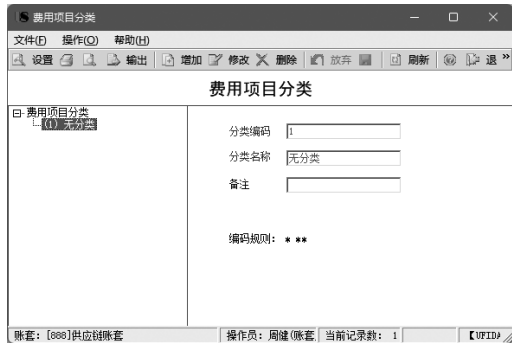 费用项目分类
文件(F) 操作(O) 帮助(H)
设置 输出 增加 修改 删除 放弃 刷新 退 »
费用项目分类
费用项目分类
(1) 无分类
分类编码 1
分类名称 无分类
备注
编码规则: * **
账套: [888]供应链账套 操作员: 周健(账套 当前记录数: 1 【UFIDA